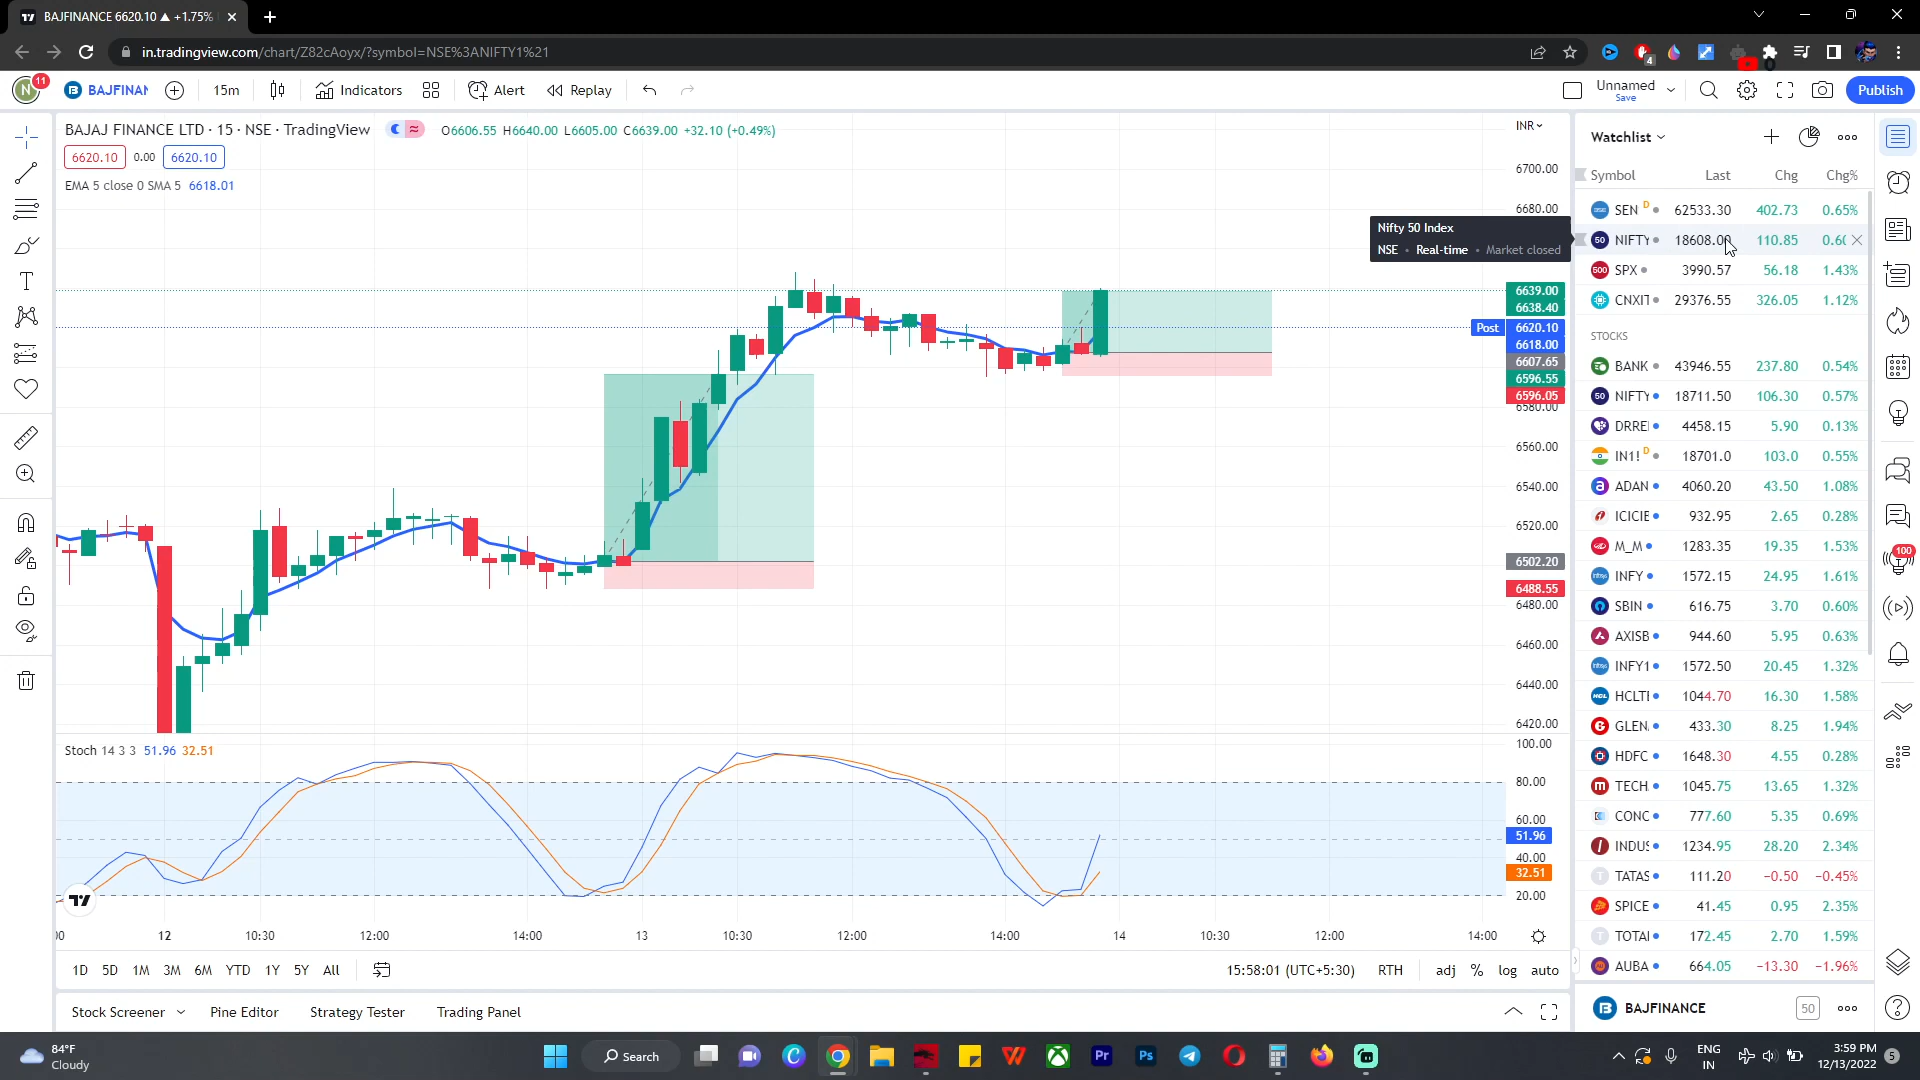 BAJFINANCE 6620.10 ▲ +1.75%
in.tradingview.com/chart/Z82cAoyx/?symbol=NSE%3ANIFTY1%21
4
N 11 BAJFINAN 15m Indicators Alert Replay Unnamed Save Publish
BAJAJ FINANCE LTD · 15 · NSE · TradingView O6606.55 H6640.00 L6605.00 C6639.00 +32.10 (+0.49%)
6620.10 0.00 6620.10
EMA 5 close 0 SMA 5 6618.01
INR
6700.00
6680.00
6639.00
6638.40
Post 6620.10
6618.00
6607.65
6596.55
6596.05
6580.00
6560.00
6540.00
6520.00
6502.20
6488.55
6480.00
6460.00
6440.00
6420.00
Nifty 50 Index
NSE • Real-time • Market closed
Stoch 14 3 3 51.96 32.51
100.00
80.00
60.00
51.96
40.00
32.51
20.00
00 12 10:30 12:00 14:00 13 10:30 12:00 14:00 14 10:30 12:00 14:00
1D 5D 1M 3M 6M YTD 1Y 5Y All 15:58:01 (UTC+5:30) RTH adj % log auto
Stock Screener Pine Editor Strategy Tester Trading Panel
Watchlist
Symbol Last Chg Chg%
SEN D 62533.30 402.73 0.65%
50 NIFTY 18608.00 110.85 0.6
500 SPX 3990.57 56.18 1.43%
CNXIT 29376.55 326.05 1.12%
STOCKS
BANK 43946.55 237.80 0.54%
50 NIFTY 18711.50 106.30 0.57%
DRRE 4458.15 5.90 0.13%
IN1! D 18701.0 103.0 0.55%
ADAN 4060.20 43.50 1.08%
ICICIE 932.95 2.65 0.28%
M_M 1283.35 19.35 1.53%
INFY 1572.15 24.95 1.61%
SBIN 616.75 3.70 0.60%
AXISB 944.60 5.95 0.63%
INFY1 1572.50 20.45 1.32%
HCLTI 1044.70 16.30 1.58%
GLEN 433.30 8.25 1.94%
HDFC 1648.30 4.55 0.28%
TECH 1045.75 13.65 1.32%
CONC 777.60 5.35 0.69%
INDUS 1234.95 28.20 2.34%
T TATAS 111.20 −0.50 −0.45%
SPICE 41.45 0.95 2.35%
T TOTAI 172.45 2.70 1.59%
AUBA 664.05 −13.30 −1.96%
BAJFINANCE 50
100
84°F
Cloudy
Search
Pr
Ps
ENG
IN
3:59 PM
12/13/2022
5